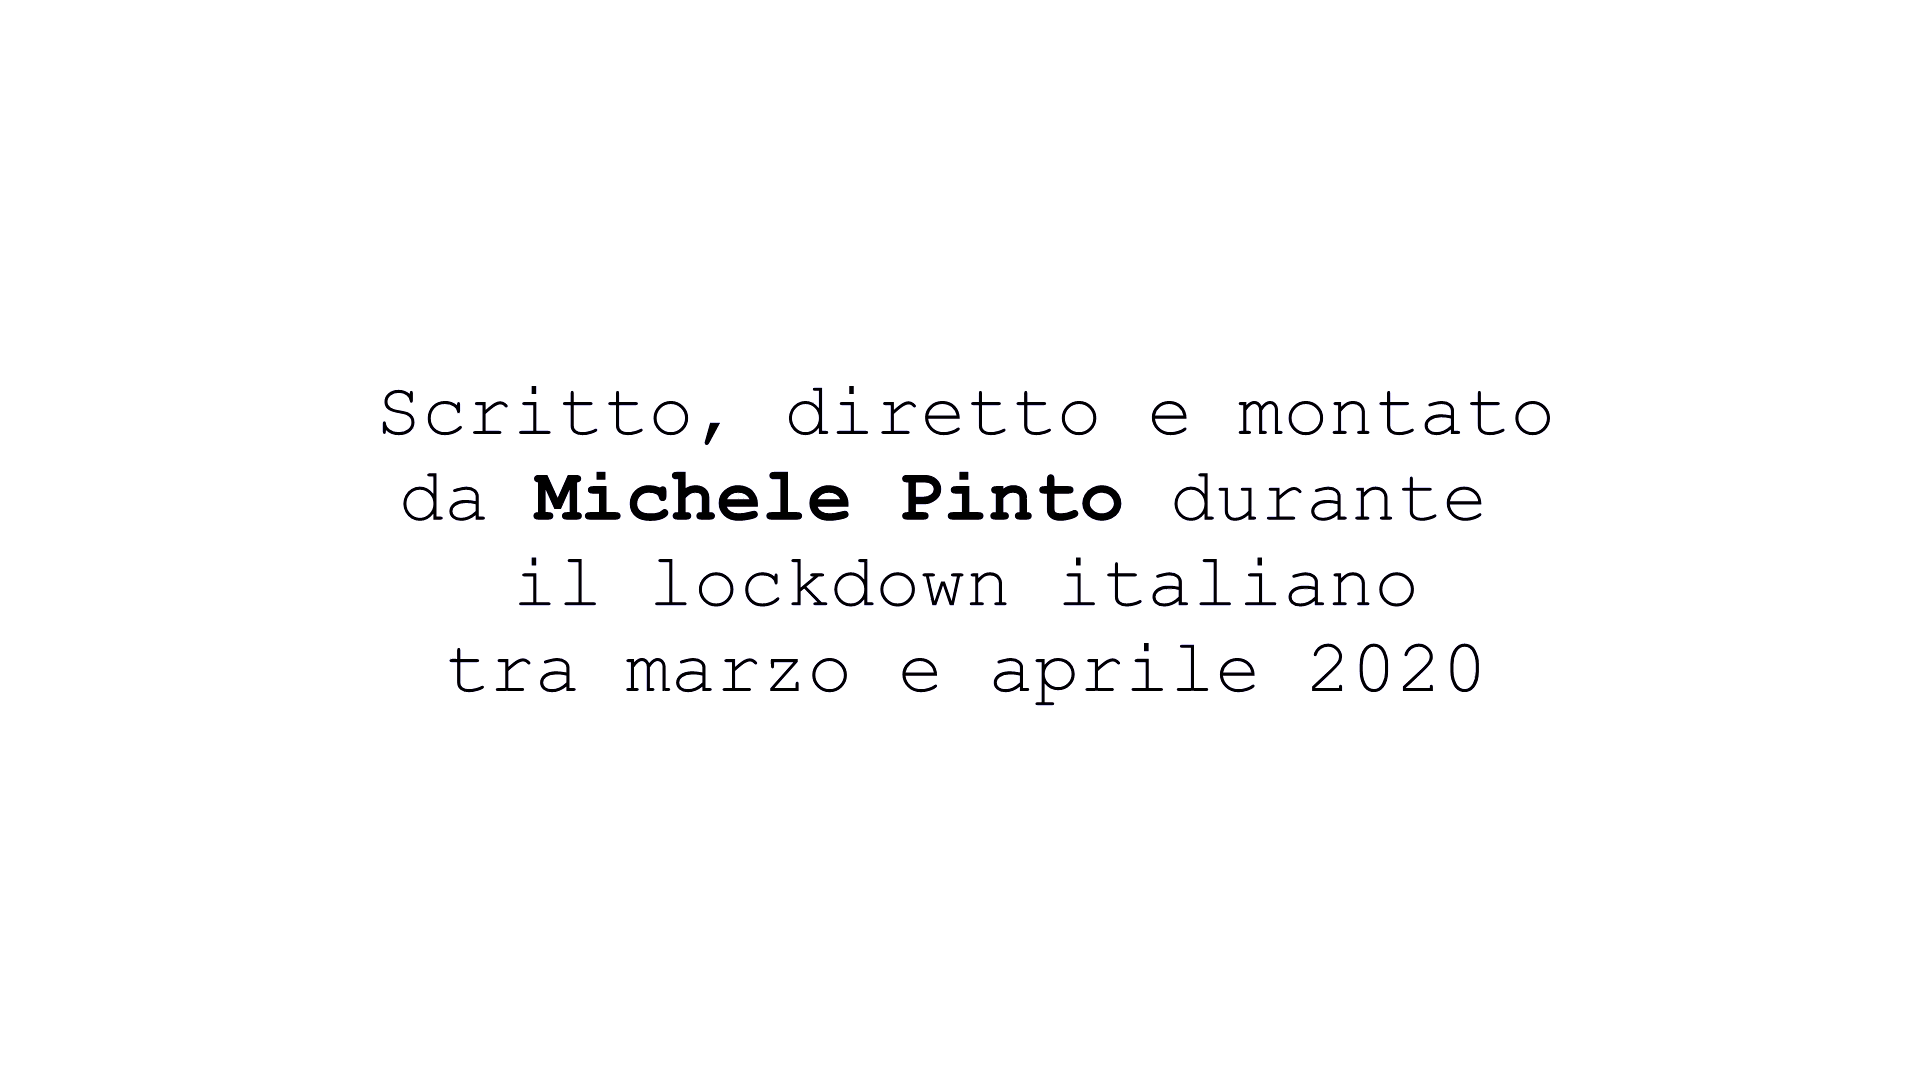 Scritto, diretto e montato
da Michele Pinto durante
il lockdown italiano
tra marzo e aprile 2020